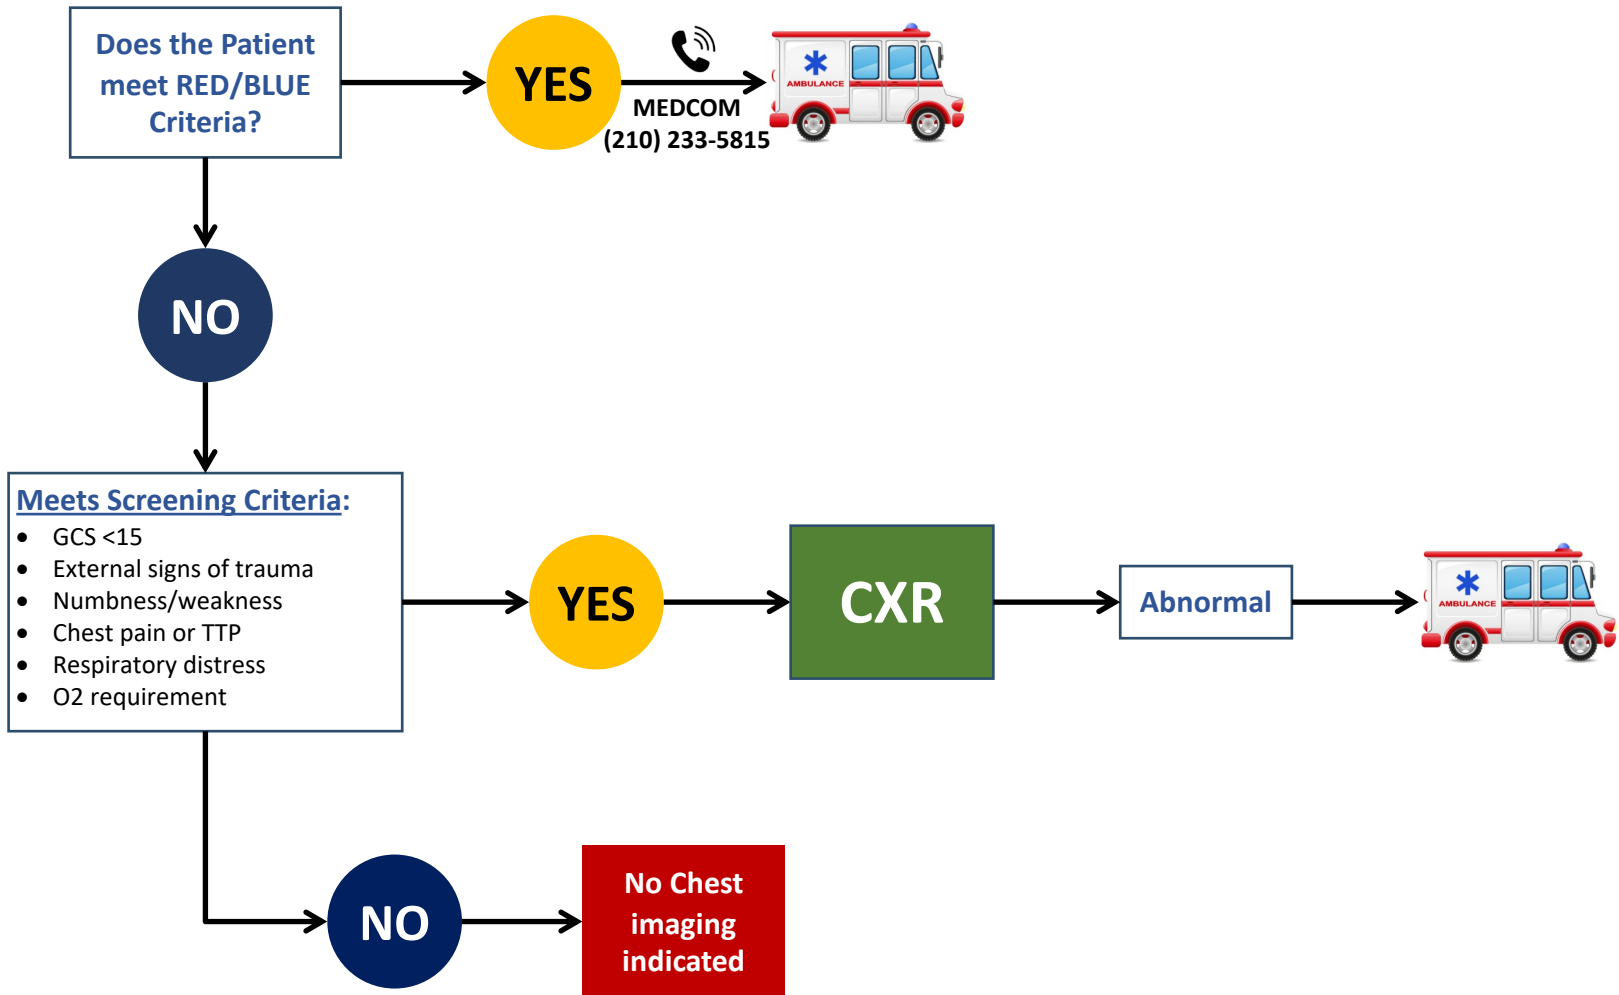 Does the Patient
meet RED/BLUE
Criteria?
YES
MEDCOM
(210) 233-5815
AMBULANCE
NO
Meets Screening Criteria:
• GCS <15
• External signs of trauma
• Numbness/weakness
• Chest pain or TTP
• Respiratory distress
• O2 requirement
YES
CXR
Abnormal
AMBULANCE
NO
No Chest
imaging
indicated